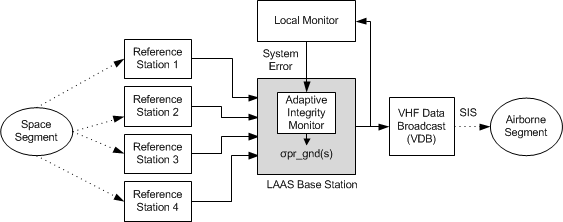 Local Monitor
System
Error
Reference
Station 1
Reference
Station 2
Reference
Station 3
Reference
Station 4
Space
Segment
Adaptive
Integrity
Monitor
σpr_gnd(s)
LAAS Base Station
VHF Data
Broadcast
(VDB)
SIS
Airborne
Segment